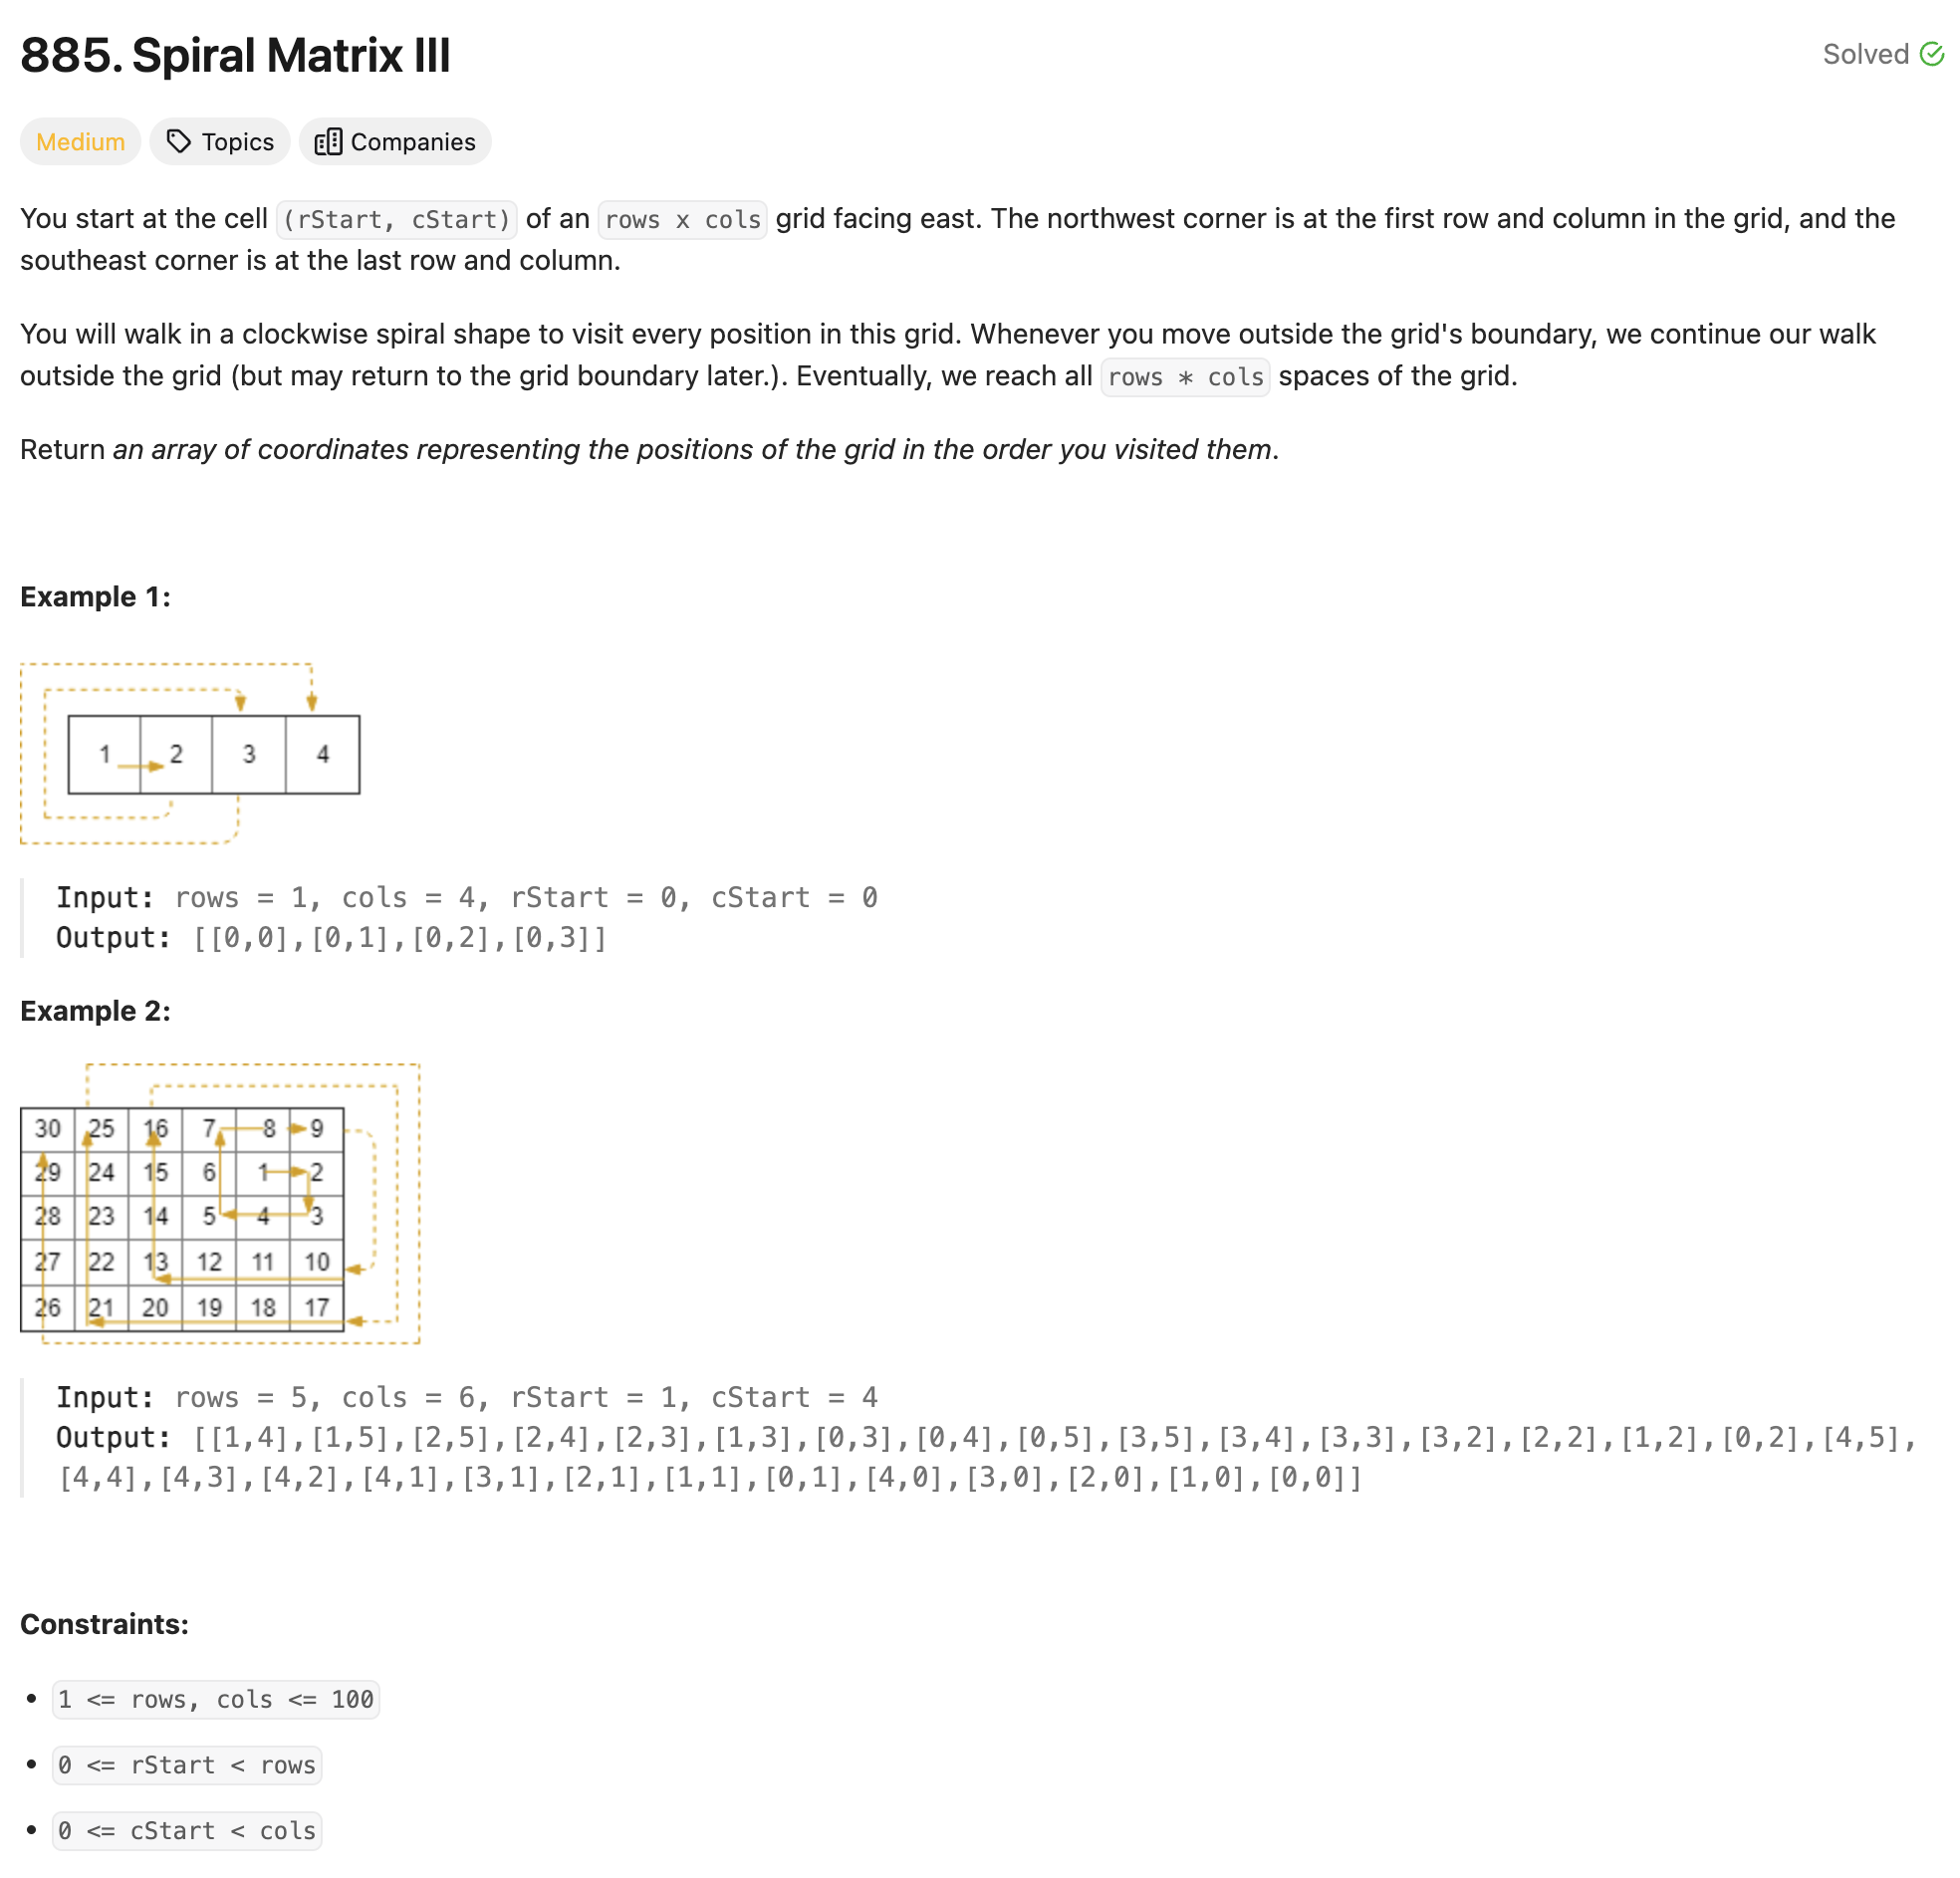 885. Spiral Matrix III
Solved
Medium
Topics
Companies
You start at the cell (rStart, cStart) of an rows x cols grid facing east. The northwest corner is at the first row and column in the grid, and the
southeast corner is at the last row and column.
You will walk in a clockwise spiral shape to visit every position in this grid. Whenever you move outside the grid's boundary, we continue our walk
outside the grid (but may return to the grid boundary later.). Eventually, we reach all rows * cols spaces of the grid.
Return an array of coordinates representing the positions of the grid in the order you visited them.
Example 1:
1 2 3 4
Input: rows = 1, cols = 4, rStart = 0, cStart = 0
Output: [[0,0],[0,1],[0,2],[0,3]]
Example 2:
30 25 16 7 8 9
29 24 15 6 1 2
28 23 14 5 4 3
27 22 13 12 11 10
26 21 20 19 18 17
Input: rows = 5, cols = 6, rStart = 1, cStart = 4
Output: [[1,4],[1,5],[2,5],[2,4],[2,3],[1,3],[0,3],[0,4],[0,5],[3,5],[3,4],[3,3],[3,2],[2,2],[1,2],[0,2],[4,5],
[4,4],[4,3],[4,2],[4,1],[3,1],[2,1],[1,1],[0,1],[4,0],[3,0],[2,0],[1,0],[0,0]]
Constraints:
• 1 <= rows, cols <= 100
• 0 <= rStart < rows
• 0 <= cStart < cols